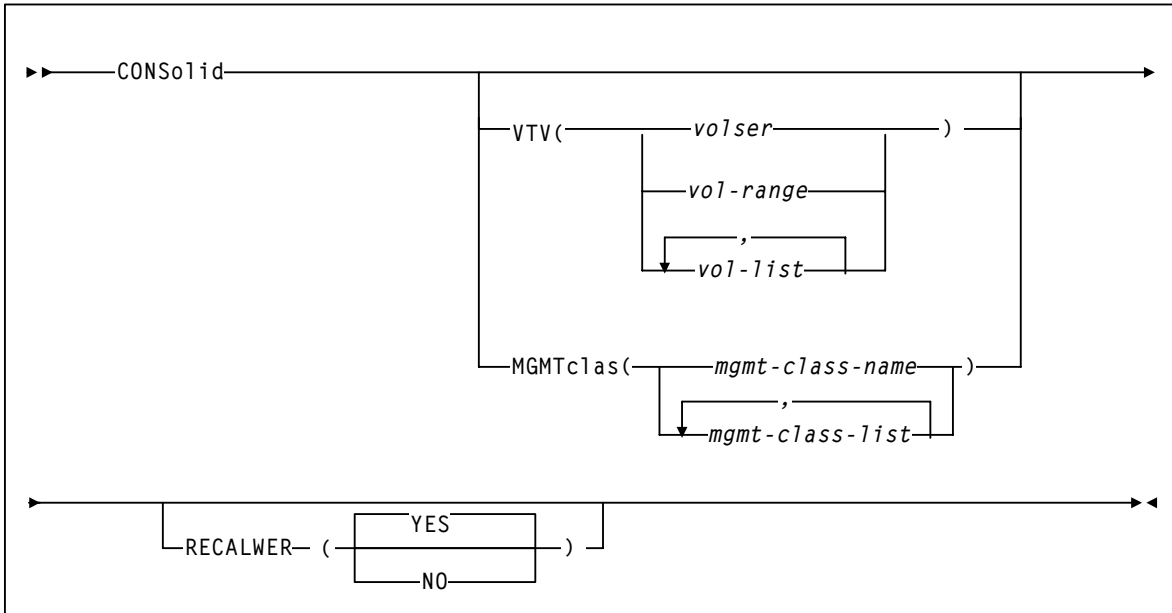 CONSolid
VTV( volser )
vol-range
,
vol-list
MGMTclas( mgmt-class-name )
,
mgmt-class-list
YES
RECALWER ( )
NO